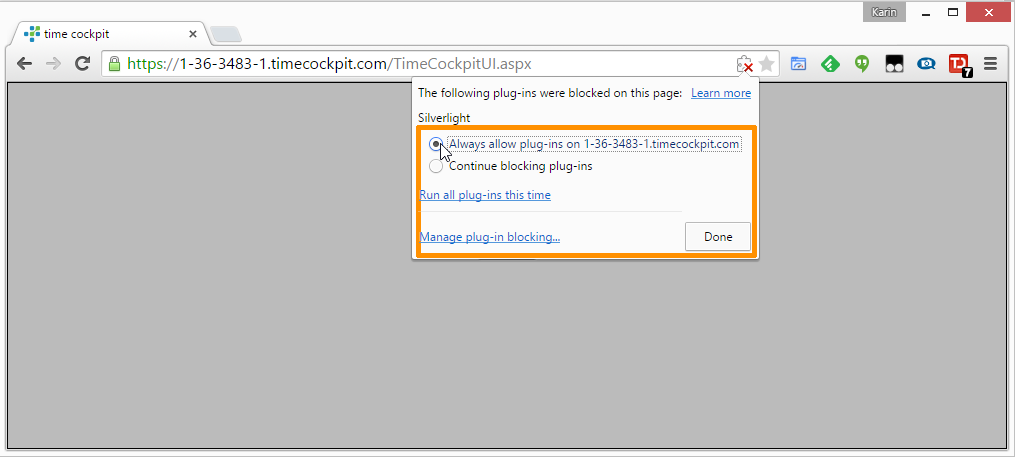 Karin
time cockpit
https://1-36-3483-1.timecockpit.com/TimeCockpitUI.aspx
7
The following plug-ins were blocked on this page: Learn more
Silverlight
Always allow plug-ins on 1-36-3483-1.timecockpit.com
Continue blocking plug-ins
Run all plug-ins this time
Manage plug-in blocking...
Done